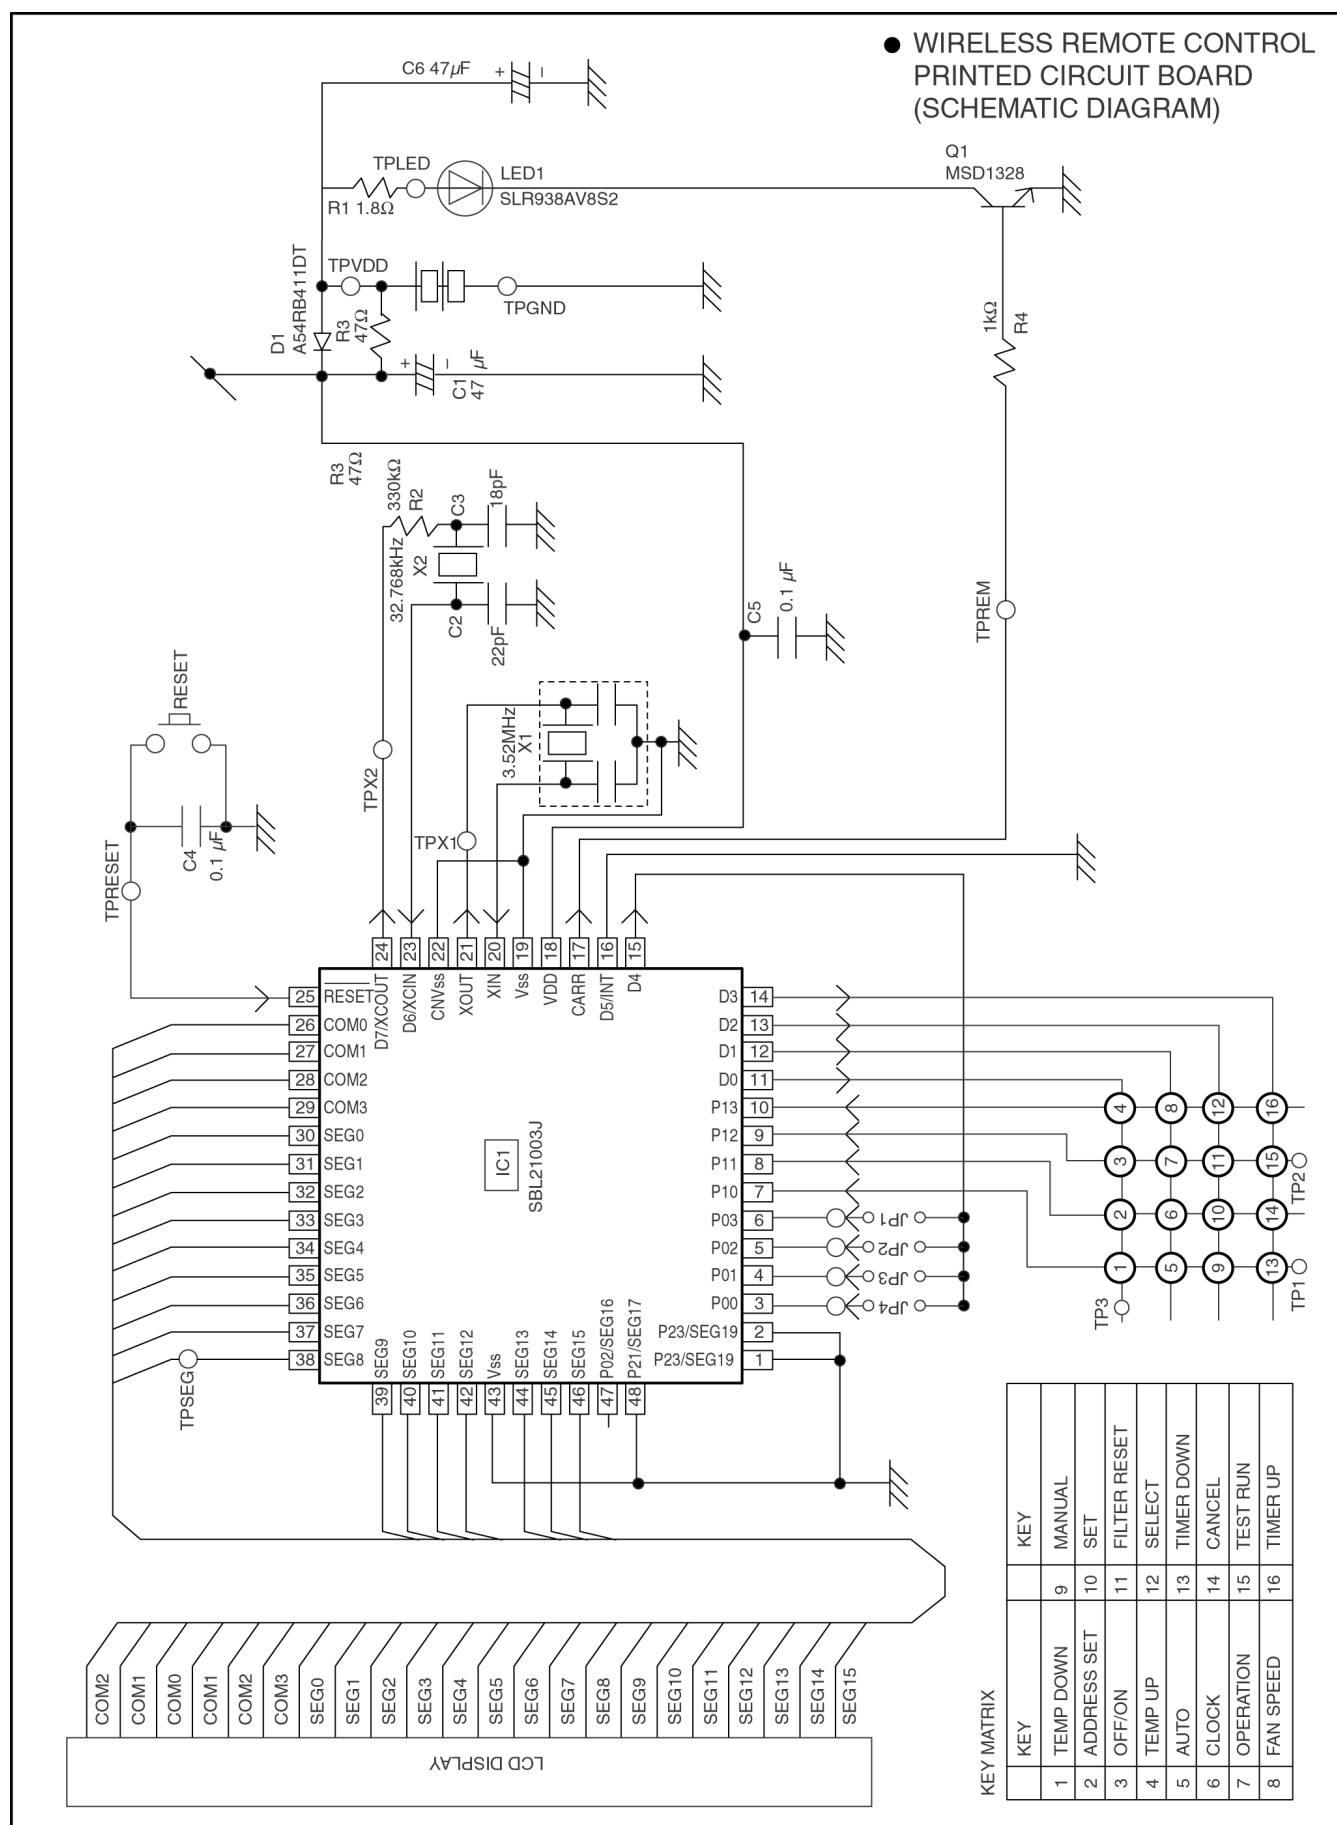 ● WIRELESS REMOTE CONTROL
PRINTED CIRCUIT BOARD
(SCHEMATIC DIAGRAM)
C6 47µF
+
−
TPLED
LED1
SLR938AV8S2
R1 1.8Ω
Q1
MSD1328
TPVDD
TPGND
D1
A54RB411DT
R3
47Ω
+
−
C1
47 µF
1kΩ
R4
R3
47Ω
330kΩ
R2
C3
18pF
32.768kHz
X2
C2
22pF
C5
0.1 µF
TPREM
RESET
3.52MHz
X1
TPX2
TPX1
C4
0.1 µF
TPRESET
24
23
22
21
20
19
18
17
16
15
D7/XCOUT
D6/XCIN
CNVss
XOUT
XIN
Vss
VDD
CARR
D5/INT
D4
25 RESET
26 COM0
27 COM1
28 COM2
29 COM3
30 SEG0
31 SEG1
32 SEG2
33 SEG3
34 SEG4
35 SEG5
36 SEG6
37 SEG7
38 SEG8
TPSEG
IC1
SBL21003J
D3 14
D2 13
D1 12
D0 11
P13 10
P12 9
P11 8
P10 7
P03 6
P02 5
P01 4
P00 3
P23/SEG19 2
P23/SEG19 1
JP1
JP2
JP3
JP4
4 8 12 16
3 7 11 15
TP2
2 6 10 14
1 5 9 13
TP1
TP3
SEG9
SEG10
SEG11
SEG12
Vss
SEG13
SEG14
SEG15
P02/SEG16
P21/SEG17
39
40
41
42
43
44
45
46
47
48
COM2
COM1
COM0
COM1
COM2
COM3
SEG0
SEG1
SEG2
SEG3
SEG4
SEG5
SEG6
SEG7
SEG8
SEG9
SEG10
SEG11
SEG12
SEG13
SEG14
SEG15
LCD DISPLAY
KEY MATRIX
KEY KEY
1 TEMP DOWN 9 MANUAL
2 ADDRESS SET 10 SET
3 OFF/ON 11 FILTER RESET
4 TEMP UP 12 SELECT
5 AUTO 13 TIMER DOWN
6 CLOCK 14 CANCEL
7 OPERATION 15 TEST RUN
8 FAN SPEED 16 TIMER UP